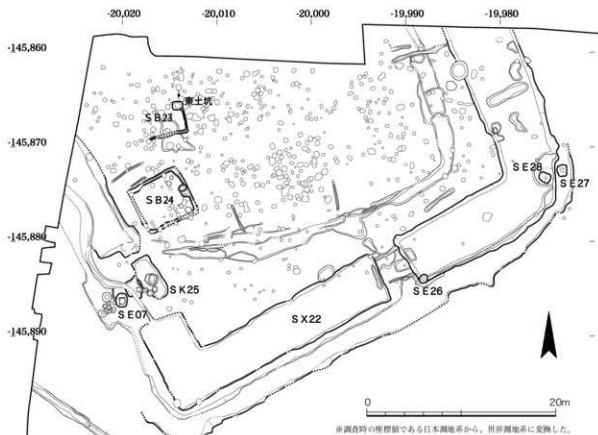 -20,020 -20,010 -20,000 -19,990 -19,980
-145,860
東土坑
SB23
-145,870
SE28
SE27
SB24
-145,880
SK25
SE26
SE07
SX22
-145,890
0 20m
※調査時の座標値である日本測地系から、世界測地系に変換した。